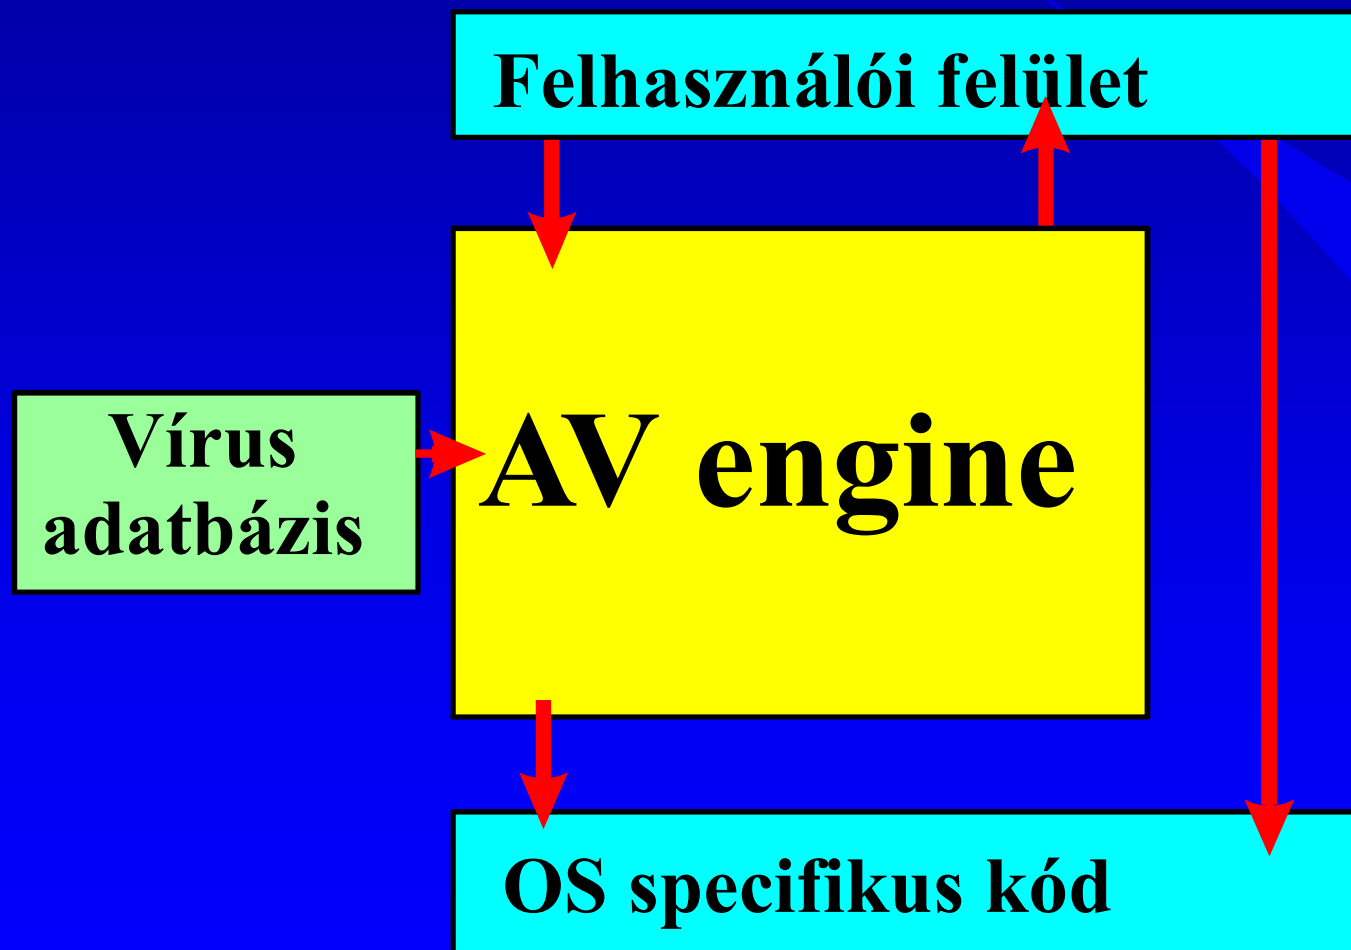 Felhasználói felület
Vírus
adatbázis
AV engine
OS specifikus kód